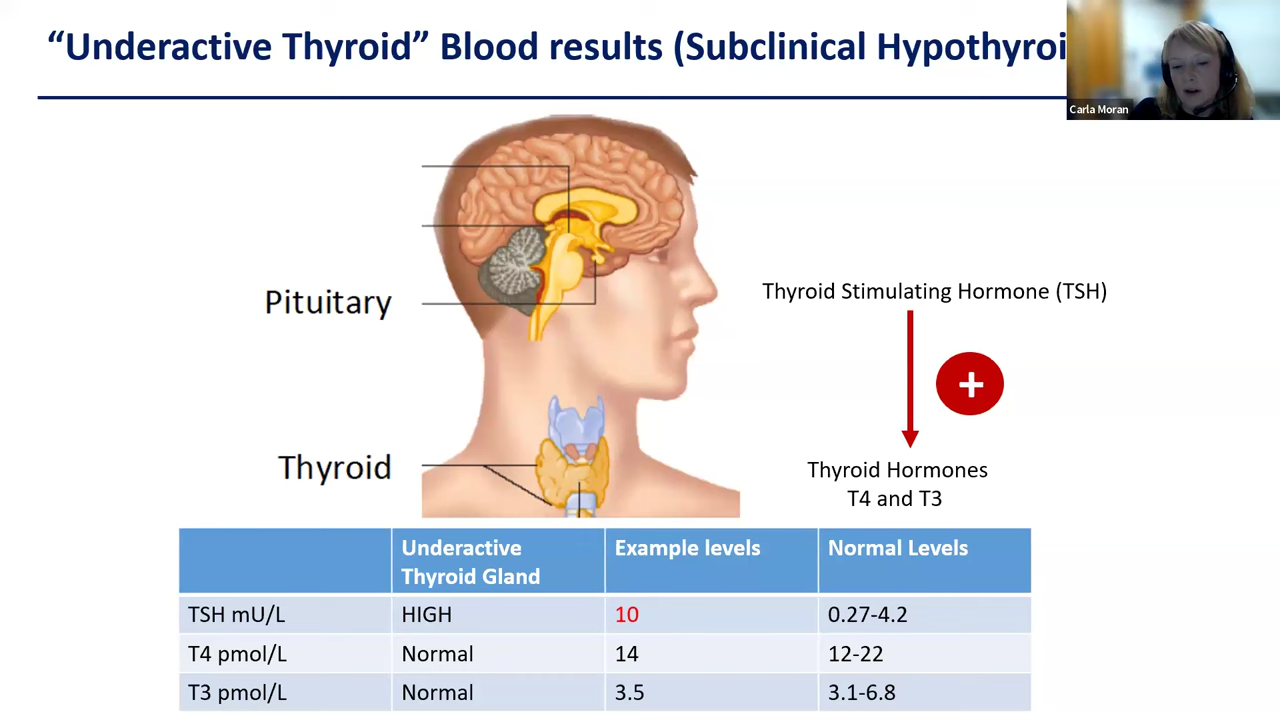 “Underactive Thyroid” Blood results (Subclinical Hypothyroi
Carla Moran
Pituitary
Thyroid Stimulating Hormone (TSH)
+
Thyroid
Thyroid Hormones
T4 and T3
Underactive Thyroid Gland Example levels Normal Levels
TSH mU/L HIGH 10 0.27-4.2
T4 pmol/L Normal 14 12-22
T3 pmol/L Normal 3.5 3.1-6.8